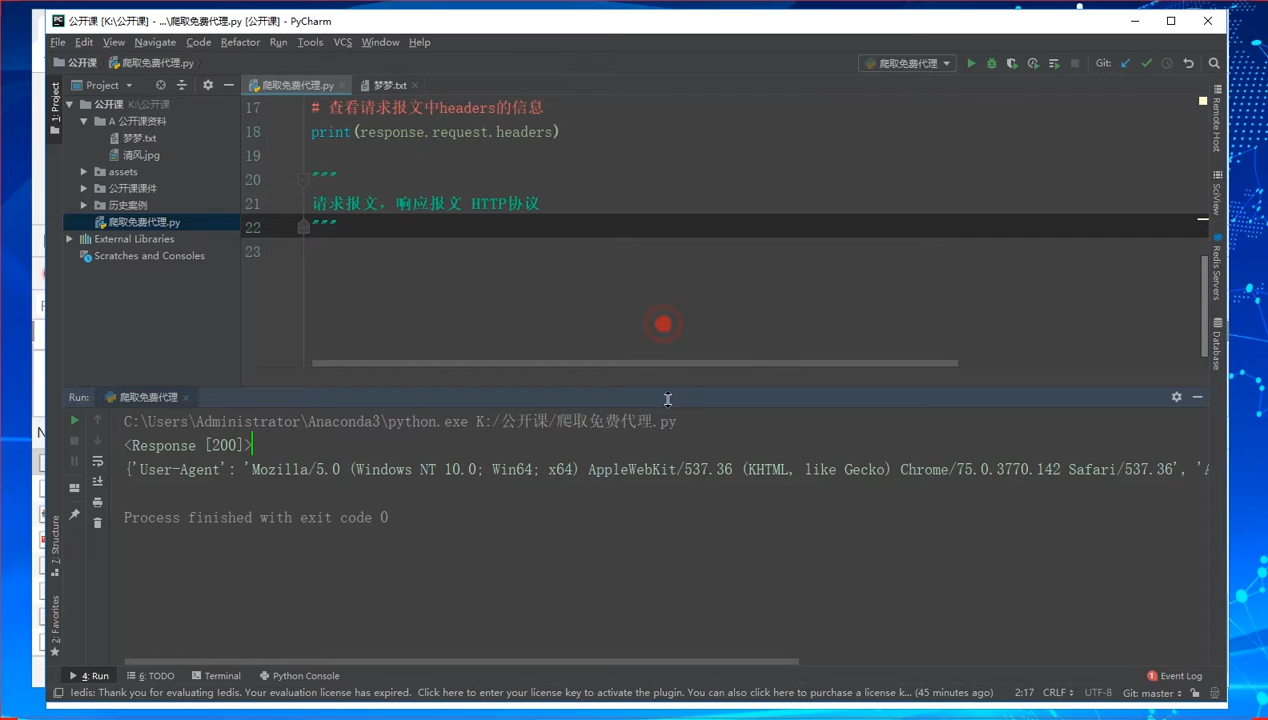 公开课 [K:\公开课] - ...\爬取免费代理.py [公开课] - PyCharm
File Edit View Navigate Code Refactor Run Tools VCS Window Help
公开课 爬取免费代理.py
爬取免费代理
Git:
1: Project
Project
爬取免费代理.py
梦梦.txt
公开课 K:\公开课
A 公开课资料
梦梦.txt
清风.jpg
assets
公开课课件
历史案例
爬取免费代理.py
External Libraries
Scratches and Consoles
17 # 查看请求报文中headers的信息
18 print(response.request.headers)
19
20 """
21 请求报文, 响应报文 HTTP协议
22 """
23
Remote Host
SciView
Redis Servers
Database
Run: 爬取免费代理
C:\Users\Administrator\Anaconda3\python.exe K:/公开课/爬取免费代理.py
<Response [200]>
{'User-Agent': 'Mozilla/5.0 (Windows NT 10.0; Win64; x64) AppleWebKit/537.36 (KHTML, like Gecko) Chrome/75.0.3770.142 Safari/537.36', '
Process finished with exit code 0
7: Structure
2: Favorites
4: Run 6: TODO Terminal Python Console
1 Event Log
Iedis: Thank you for evaluating Iedis. Your evaluation license has expired. Click here to enter your license key to activate the plugin. You can also click here to purchase a license k... (45 minutes ago)
2:17 CRLF UTF-8 Git: master